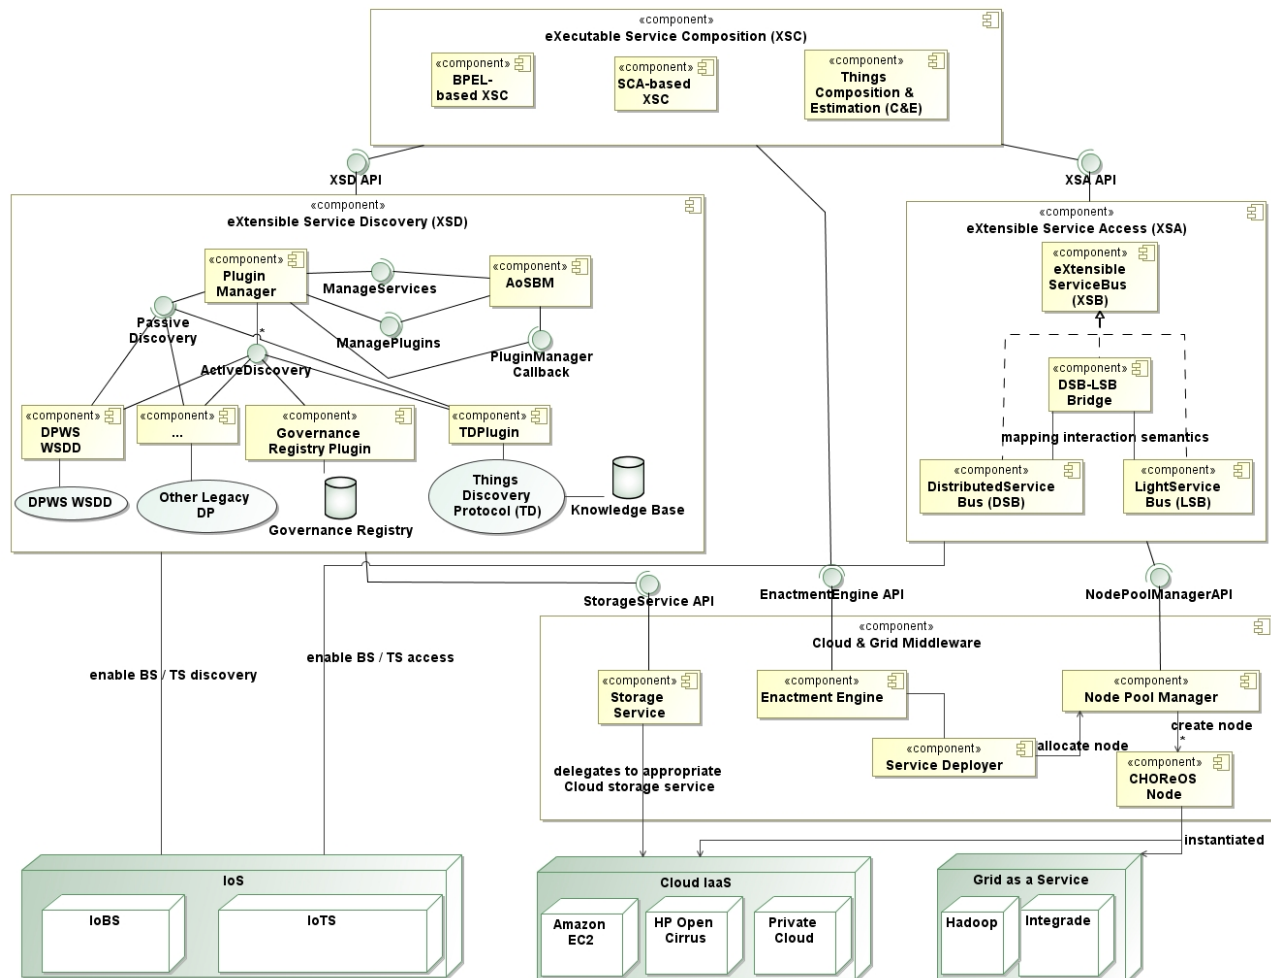 «component»
eXecutable Service Composition (XSC)
«component»
BPEL-
based XSC
«component»
SCA-based
XSC
«component»
Things
Composition &
Estimation (C&E)
XSD API
XSA API
«component»
eXtensible Service Discovery (XSD)
«component»
Plugin
Manager
ManageServices
«component»
AoSBM
Passive
Discovery
*
ManagePlugins
PluginManager
Callback
ActiveDiscovery
«component»
DPWS
WSDD
«component»
...
«component»
Governance
Registry Plugin
«component»
TDPlugin
DPWS WSDD
Other Legacy
DP
Governance Registry
Things
Discovery
Protocol (TD)
Knowledge Base
«component»
eXtensible Service Access (XSA)
«component»
eXtensible
ServiceBus
(XSB)
«component»
DSB-LSB
Bridge
mapping interaction semantics
«component»
DistributedService
Bus (DSB)
«component»
LightService
Bus (LSB)
StorageService API
EnactmentEngine API
NodePoolManagerAPI
«component»
Cloud & Grid Middleware
enable BS / TS discovery
enable BS / TS access
«component»
Storage
Service
«component»
Enactment Engine
«component»
Node Pool Manager
create node
*
«component»
Service Deployer
allocate node
«component»
CHOReOS
Node
delegates to appropriate
Cloud storage service
instantiated
IoS
IoBS
IoTS
Cloud IaaS
Amazon
EC2
HP Open
Cirrus
Private
Cloud
Grid as a Service
Hadoop
Integrade